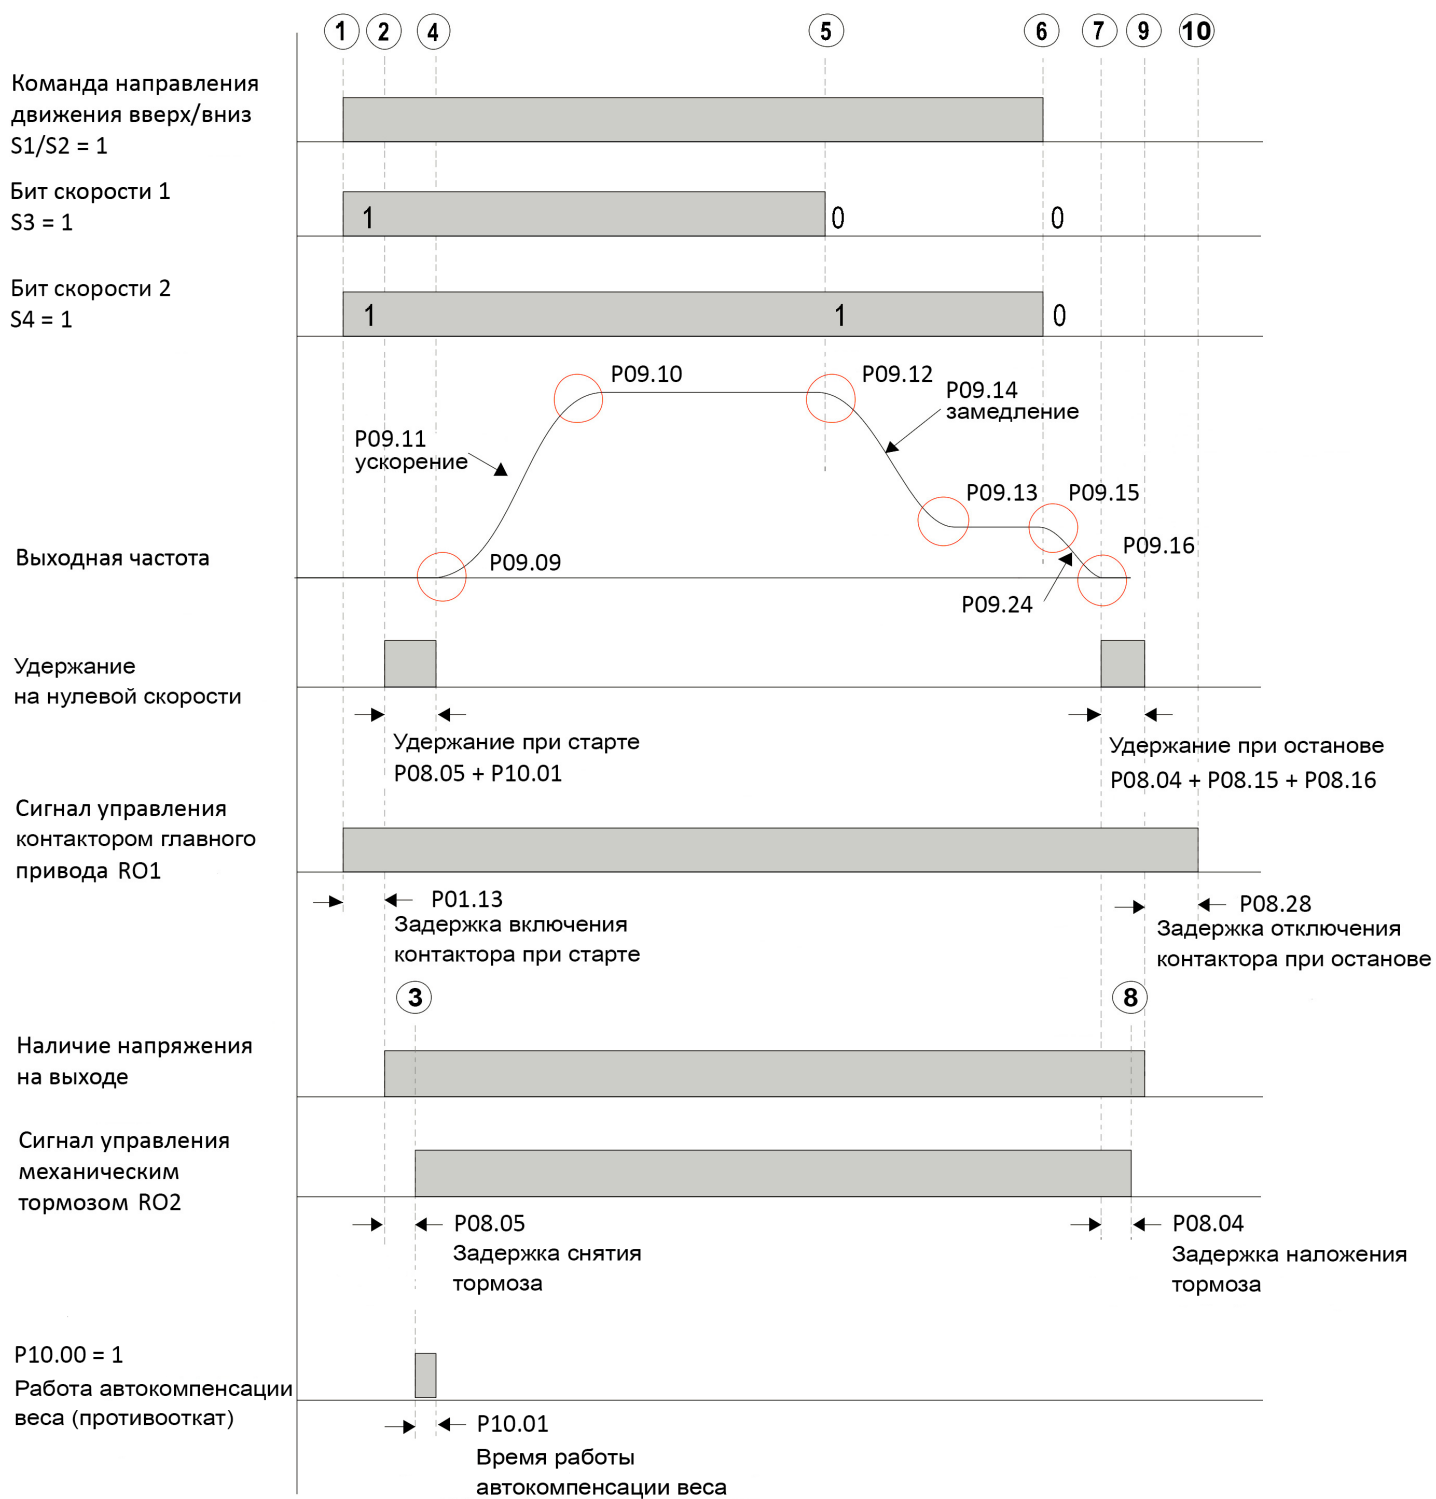 1 2 4 5 6 7 9 10
Команда направления
движения вверх/вниз
S1/S2 = 1
Бит скорости 1
S3 = 1
1 0 0
Бит скорости 2
S4 = 1
1 1 0
P09.10
P09.12
P09.14
замедление
P09.11
ускорение
P09.13
P09.15
P09.16
P09.09
P09.24
Выходная частота
Удержание
на нулевой скорости
Удержание при старте
P08.05 + P10.01
Удержание при останове
P08.04 + P08.15 + P08.16
Сигнал управления
контактором главного
привода RO1
P01.13
Задержка включения
контактора при старте
P08.28
Задержка отключения
контактора при останове
3 8
Наличие напряжения
на выходе
Сигнал управления
механическим
тормозом RO2
P08.05
Задержка снятия
тормоза
P08.04
Задержка наложения
тормоза
P10.00 = 1
Работа автокомпенсации
веса (противооткат)
P10.01
Время работы
автокомпенсации веса